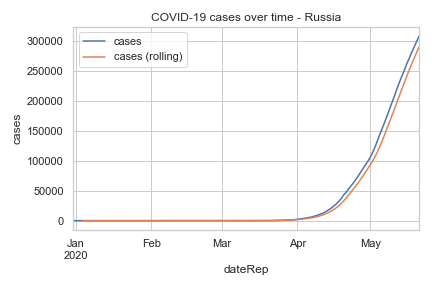 COVID-19 cases over time - Russia
cases
cases (rolling)
300000
250000
200000
150000
100000
50000
0
cases
Jan Feb Mar Apr May
2020
dateRep